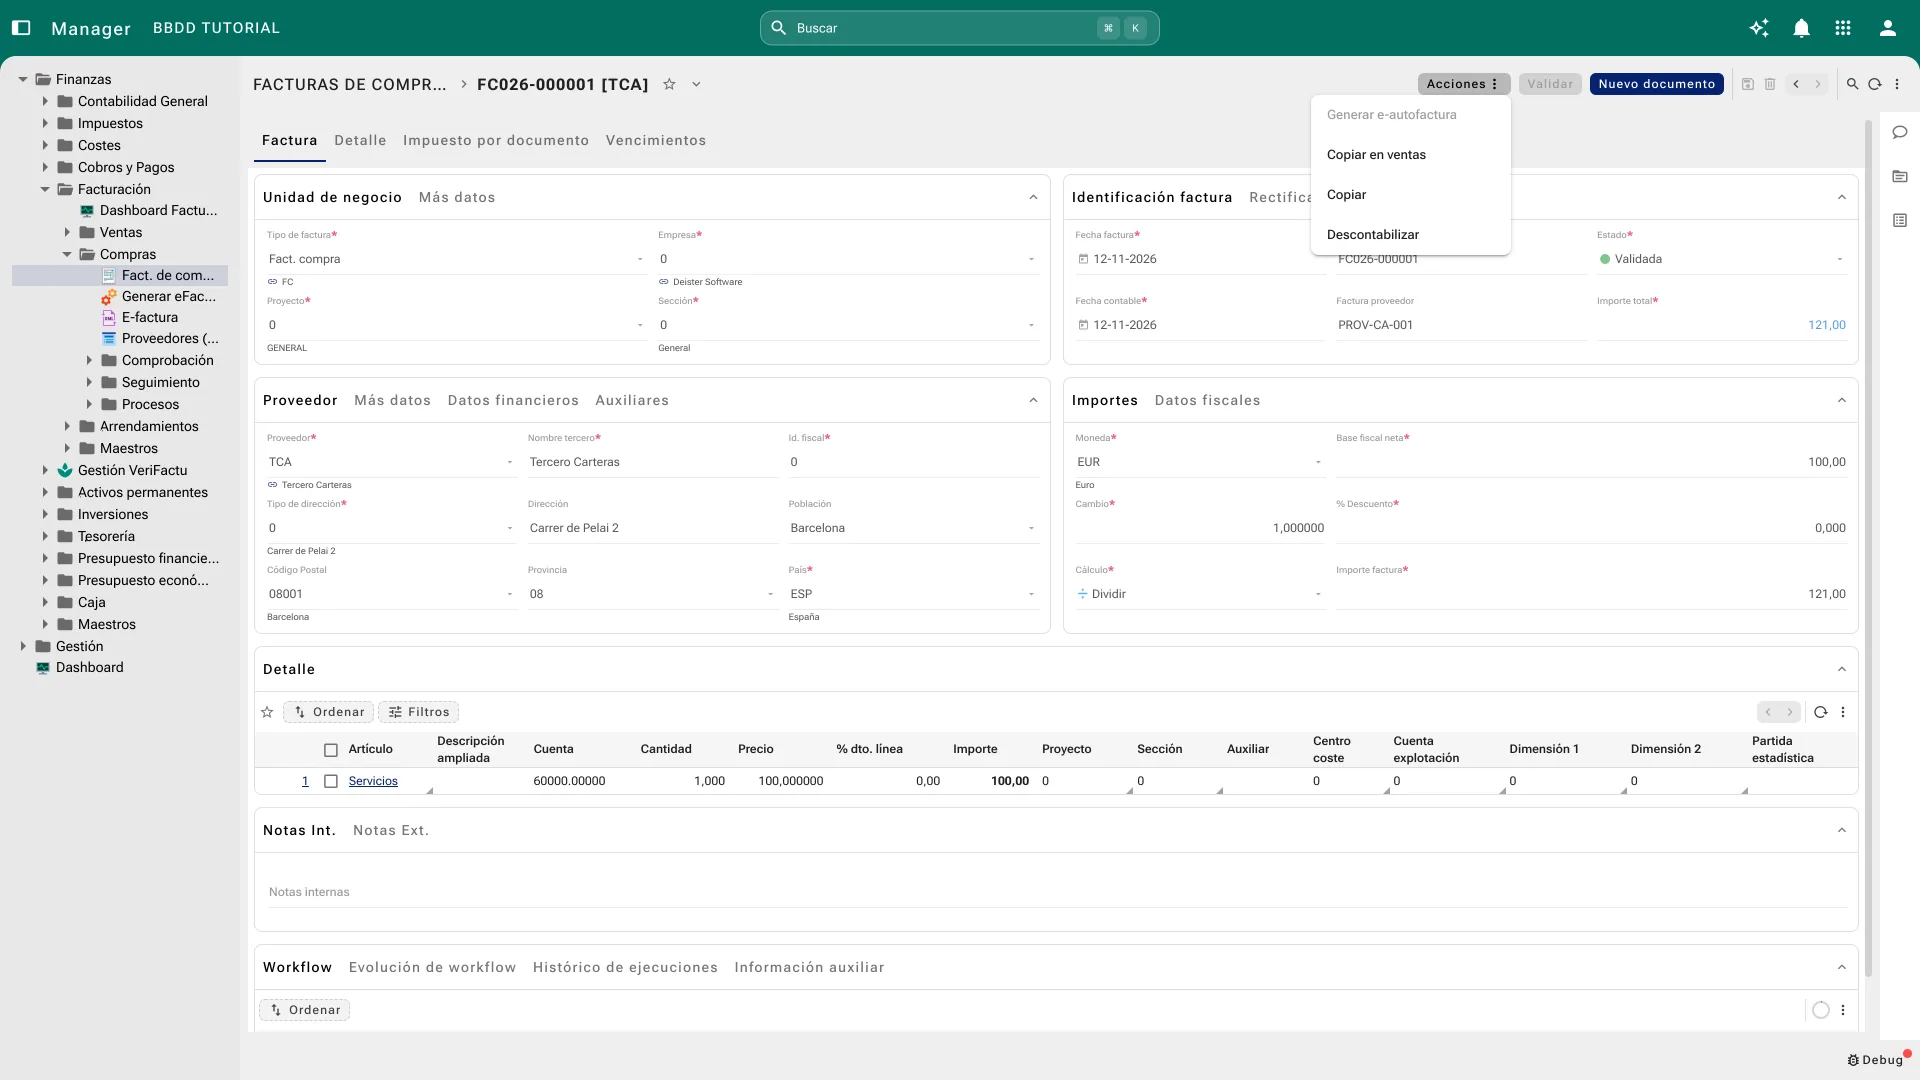 Manager
BBDD TUTORIAL
Buscar
⌘
K
Finanzas
Contabilidad General
Impuestos
Costes
Cobros y Pagos
Facturación
Dashboard Factu...
Ventas
Compras
Fact. de com...
Generar eFac...
E-factura
Proveedores (...
Comprobación
Seguimiento
Procesos
Arrendamientos
Maestros
Gestión VeriFactu
Activos permanentes
Inversiones
Tesorería
Presupuesto financie...
Presupuesto econó...
Caja
Maestros
Gestión
Dashboard
FACTURAS DE COMPR... > FC026-000001 [TCA]
Acciones
Validar
Nuevo documento
Generar e-autofactura
Copiar en ventas
Copiar
Descontabilizar
Factura Detalle Impuesto por documento Vencimientos
Unidad de negocio Más datos
Tipo de factura* Empresa*
Fact. compra 0
FC Deister Software
Proyecto* Sección*
0 0
GENERAL General
Identificación factura Rectifica
Fecha factura* Estado*
12-11-2026 FC026-000001 Validada
Fecha contable* Factura proveedor Importe total*
12-11-2026 PROV-CA-001 121,00
Proveedor Más datos Datos financieros Auxiliares
Proveedor* Nombre tercero* Id. fiscal*
TCA Tercero Carteras 0
Tercero Carteras
Tipo de dirección* Dirección Población
0 Carrer de Pelai 2 Barcelona
Carrer de Pelai 2
Código Postal Provincia País*
08001 08 ESP
Barcelona España
Importes Datos fiscales
Moneda* Base fiscal neta*
EUR 100,00
Euro
Cambio* % Descuento*
1,000000 0,000
Cálculo* Importe factura*
Dividir 121,00
Detalle
Ordenar Filtros
Artículo Descripción ampliada Cuenta Cantidad Precio % dto. línea Importe Proyecto Sección Auxiliar Centro coste Cuenta explotación Dimensión 1 Dimensión 2 Partida estadística
1 Servicios 60000.00000 1,000 100,000000 0,00 100,00 0 0 0 0 0 0
Notas Int. Notas Ext.
Notas internas
Workflow Evolución de workflow Histórico de ejecuciones Información auxiliar
Ordenar
Debug